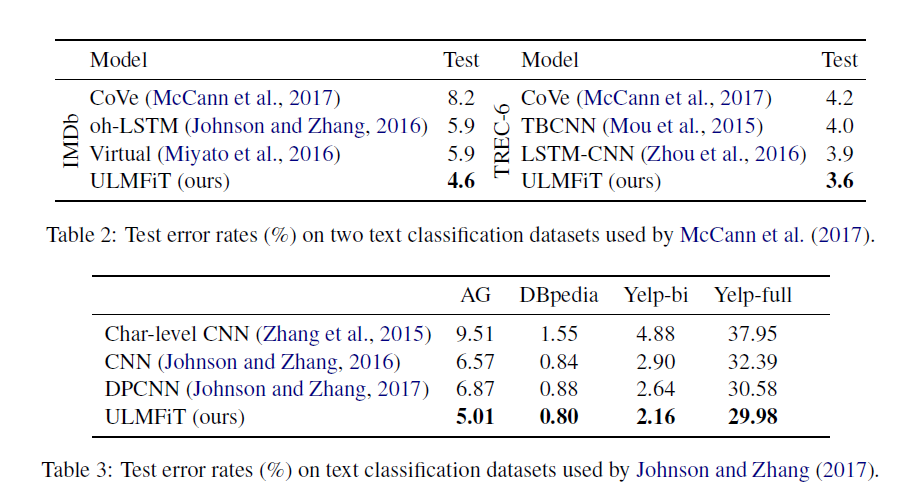 Model Test Model Test
IMDb
CoVe (McCann et al., 2017) 8.2
oh-LSTM (Johnson and Zhang, 2016) 5.9
Virtual (Miyato et al., 2016) 5.9
ULMFiT (ours) 4.6
TREC-6
CoVe (McCann et al., 2017) 4.2
TBCNN (Mou et al., 2015) 4.0
LSTM-CNN (Zhou et al., 2016) 3.9
ULMFiT (ours) 3.6
Table 2: Test error rates (%) on two text classification datasets used by McCann et al. (2017).
AG DBpedia Yelp-bi Yelp-full
Char-level CNN (Zhang et al., 2015) 9.51 1.55 4.88 37.95
CNN (Johnson and Zhang, 2016) 6.57 0.84 2.90 32.39
DPCNN (Johnson and Zhang, 2017) 6.87 0.88 2.64 30.58
ULMFiT (ours) 5.01 0.80 2.16 29.98
Table 3: Test error rates (%) on text classification datasets used by Johnson and Zhang (2017).